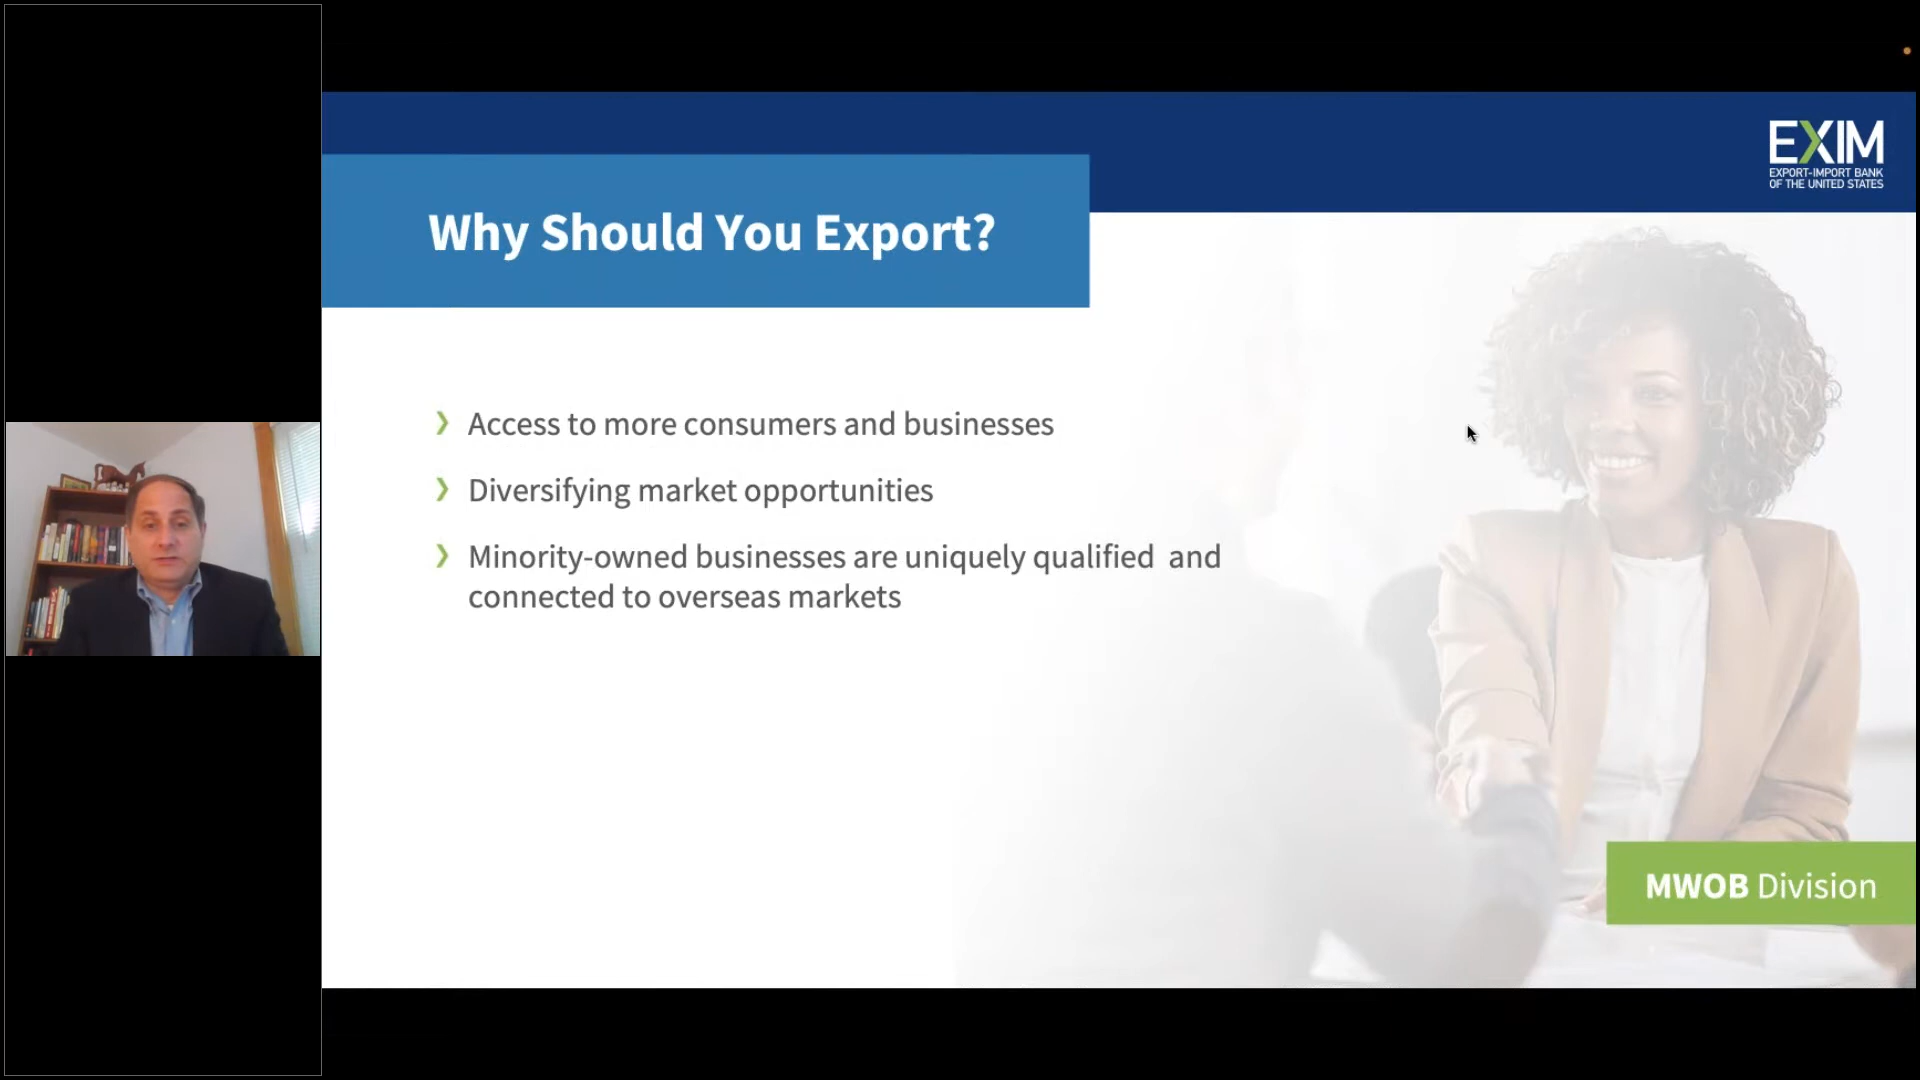 EXIM
EXPORT-IMPORT BANK
OF THE UNITED STATES
Why Should You Export?
Access to more consumers and businesses
Diversifying market opportunities
Minority-owned businesses are uniquely qualified  and
connected to overseas markets
MWOB Division